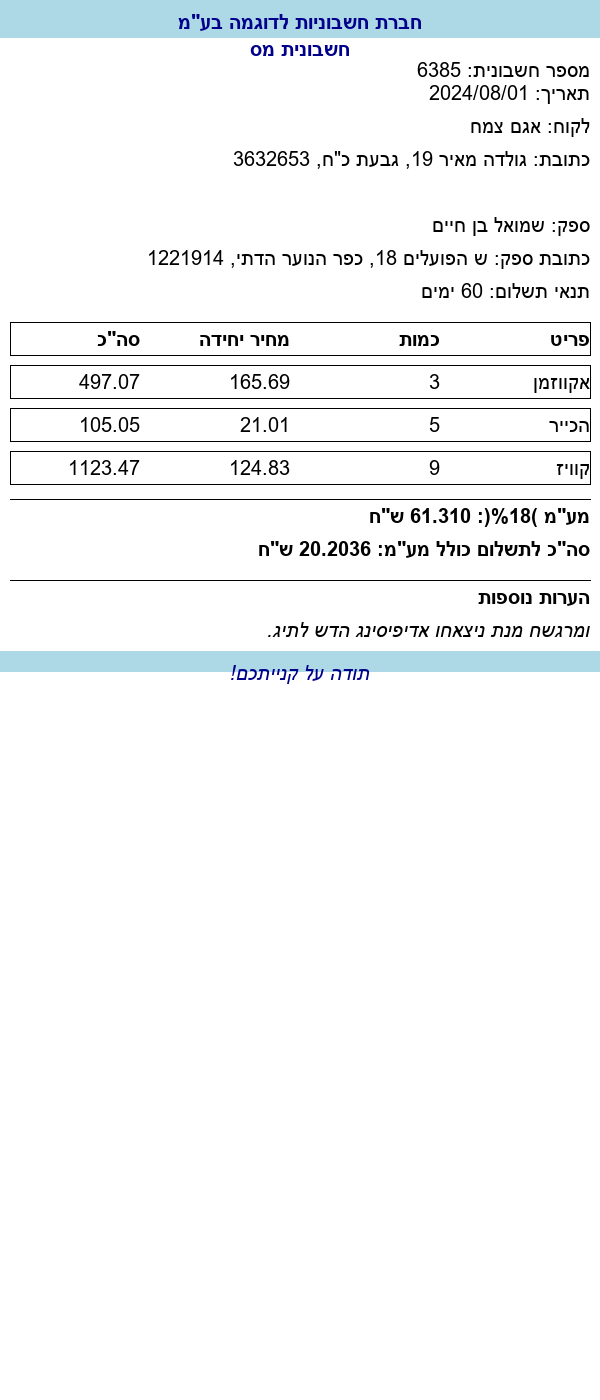 חברת חשבוניות לדוגמה בע"מ
חשבונית מס
מספר חשבונית: 6385
תאריך: 2024/08/01
לקוח: אגם צמח
כתובת: גולדה מאיר 19, גבעת כ"ח, 3632653
ספק: שמואל בן חיים
כתובת ספק: ש הפועלים 18, כפר הנוער הדתי, 1221914
תנאי תשלום: 60 ימים
פריט כמות מחיר יחידה סה"כ
אקווזמן 3 165.69 497.07
הכייר 5 21.01 105.05
קוויז 9 124.83 1123.47
מע"מ )18%(: 61.310 ש"ח
סה"כ לתשלום כולל מע"מ: 20.2036 ש"ח
הערות נוספות
ומרגשח מנת ניצאחו אדיפיסינג הדש לתיג.
תודה על קנייתכם!